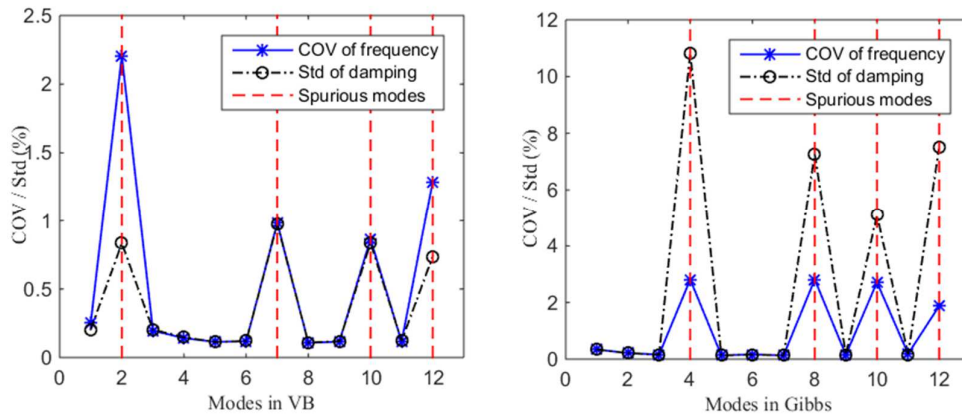 2.5
2
1.5
1
0.5
0
COV / Std (%)
0 2 4 6 8 10 12
Modes in VB
COV of frequency
Std of damping
Spurious modes
12
10
8
6
4
2
0
COV / Std (%)
0 2 4 6 8 10 12
Modes in Gibbs
COV of frequency
Std of damping
Spurious modes